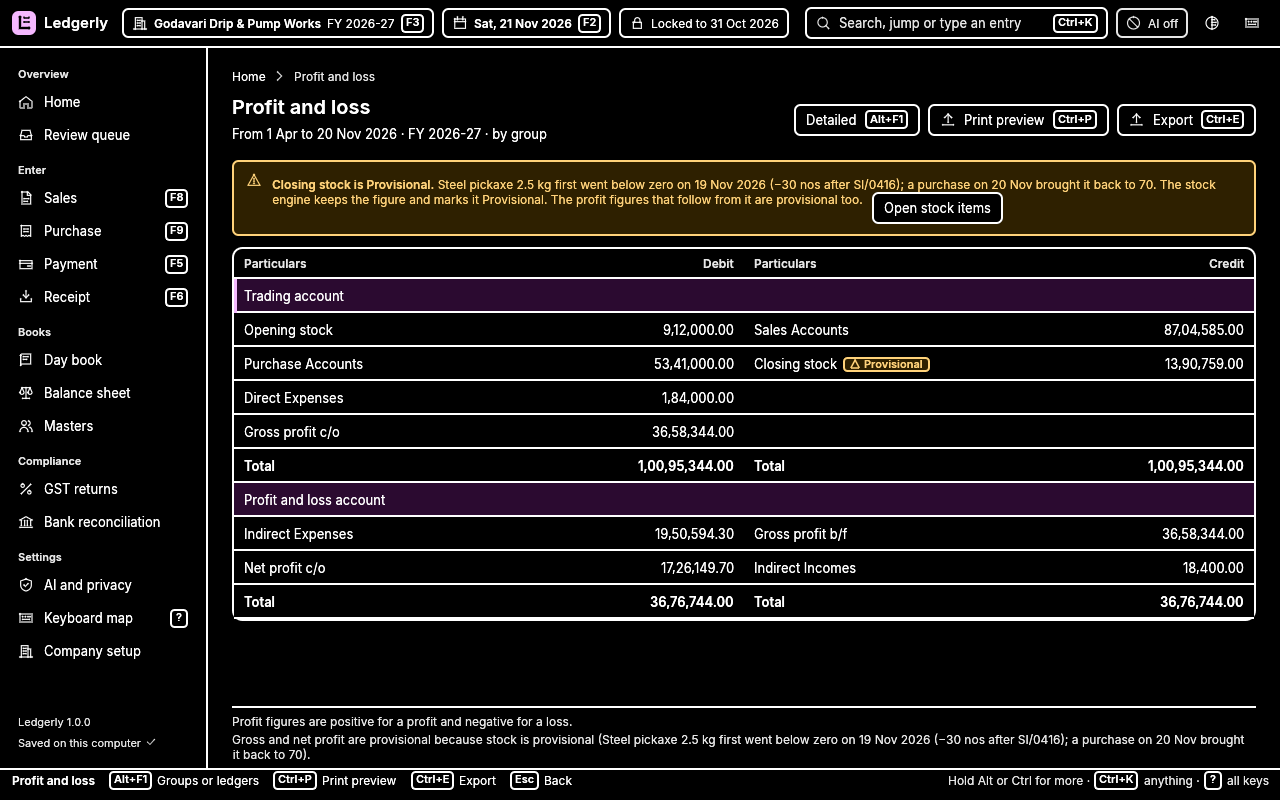 Ledgerly
Godavari Drip & Pump Works FY 2026-27 F3
Sat, 21 Nov 2026 F2
Locked to 31 Oct 2026
Search, jump or type an entry Ctrl+K
AI off
Overview
Home
Review queue
Enter
Sales F8
Purchase F9
Payment F5
Receipt F6
Books
Day book
Balance sheet
Masters
Compliance
GST returns
Bank reconciliation
Settings
AI and privacy
Keyboard map ?
Company setup
Ledgerly 1.0.0
Saved on this computer
Home > Profit and loss
Profit and loss
From 1 Apr to 20 Nov 2026 · FY 2026-27 · by group
Detailed Alt+F1
Print preview Ctrl+P
Export Ctrl+E
Closing stock is Provisional. Steel pickaxe 2.5 kg first went below zero on 19 Nov 2026 (−30 nos after SI/0416); a purchase on 20 Nov brought it back to 70. The stock
engine keeps the figure and marks it Provisional. The profit figures that follow from it are provisional too. Open stock items
Particulars Debit Particulars Credit
Trading account
Opening stock 9,12,000.00 Sales Accounts 87,04,585.00
Purchase Accounts 53,41,000.00 Closing stock Provisional 13,90,759.00
Direct Expenses 1,84,000.00
Gross profit c/o 36,58,344.00
Total 1,00,95,344.00 Total 1,00,95,344.00
Profit and loss account
Indirect Expenses 19,50,594.30 Gross profit b/f 36,58,344.00
Net profit c/o 17,26,149.70 Indirect Incomes 18,400.00
Total 36,76,744.00 Total 36,76,744.00
Profit figures are positive for a profit and negative for a loss.
Gross and net profit are provisional because stock is provisional (Steel pickaxe 2.5 kg first went below zero on 19 Nov 2026 (−30 nos after SI/0416); a purchase on 20 Nov brought
it back to 70).
Profit and loss Alt+F1 Groups or ledgers Ctrl+P Print preview Ctrl+E Export Esc Back
Hold Alt or Ctrl for more · Ctrl+K anything · ? all keys